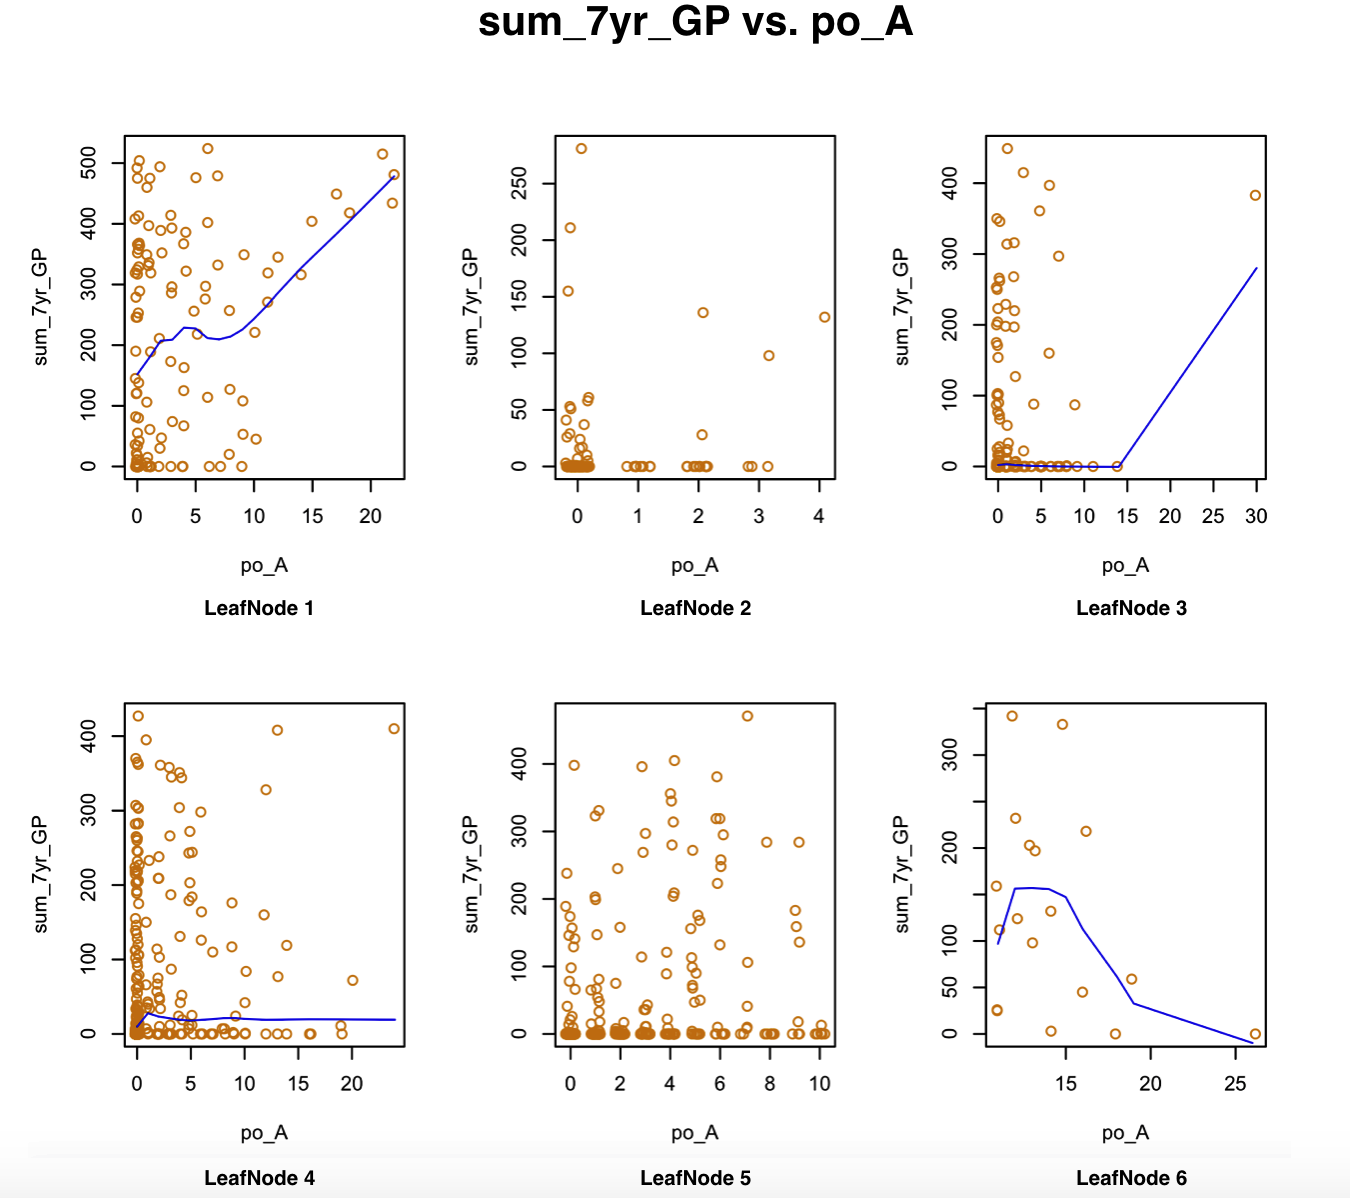 sum_7yr_GP vs. po_A
sum_7yr_GP
0 100 200 300 400 500
0 5 10 15 20
po_A
LeafNode 1
sum_7yr_GP
0 50 100 150 200 250
0 1 2 3 4
po_A
LeafNode 2
sum_7yr_GP
0 100 200 300 400
0 5 10 15 20 25 30
po_A
LeafNode 3
sum_7yr_GP
0 100 200 300 400
0 5 10 15 20
po_A
LeafNode 4
sum_7yr_GP
0 100 200 300 400
0 2 4 6 8 10
po_A
LeafNode 5
sum_7yr_GP
0 50 100 200 300
15 20 25
po_A
LeafNode 6